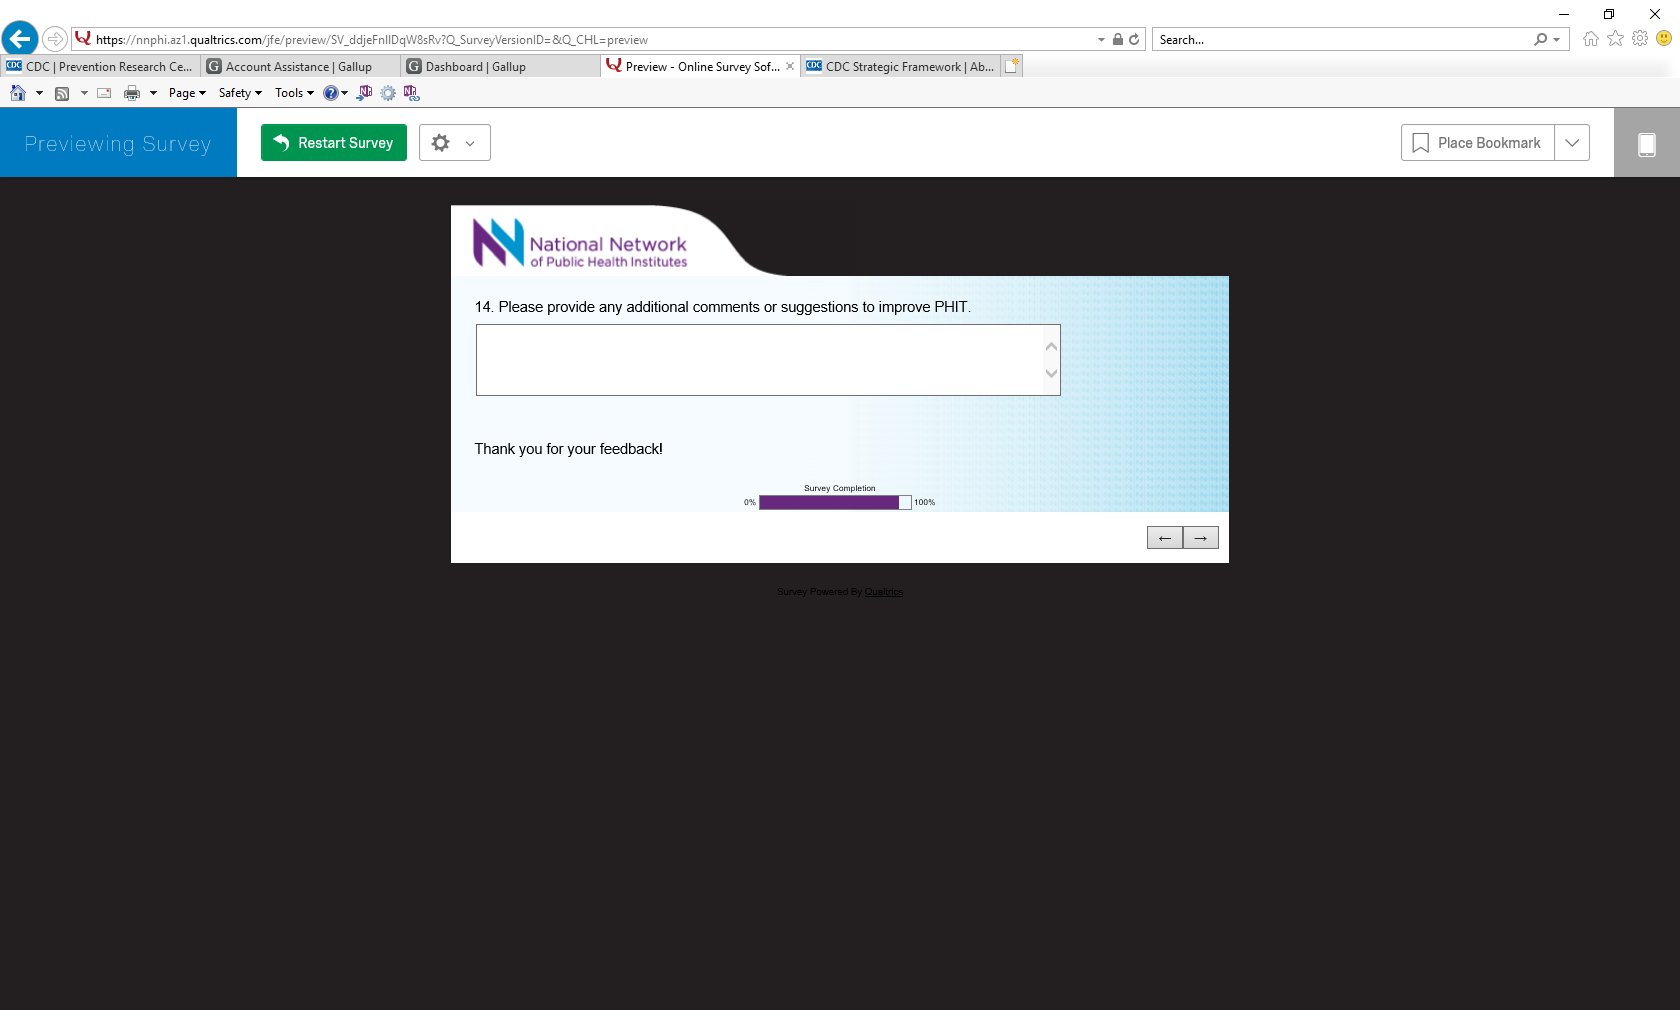 https://nnphi.az1.qualtrics.com/jfe/preview/SV_ddjeFnIlDqW8sRv?Q_SurveyVersionID=&Q_CHL=preview
Search...
CDC | Prevention Research Ce...
Account Assistance | Gallup
Dashboard | Gallup
Preview - Online Survey Sof...
CDC Strategic Framework | Ab...
Page
Safety
Tools
Previewing Survey
Restart Survey
Place Bookmark
National Network
of Public Health Institutes
14. Please provide any additional comments or suggestions to improve PHIT.
Thank you for your feedback!
Survey Completion
0%
100%
←
→
Survey Powered By Qualtrics